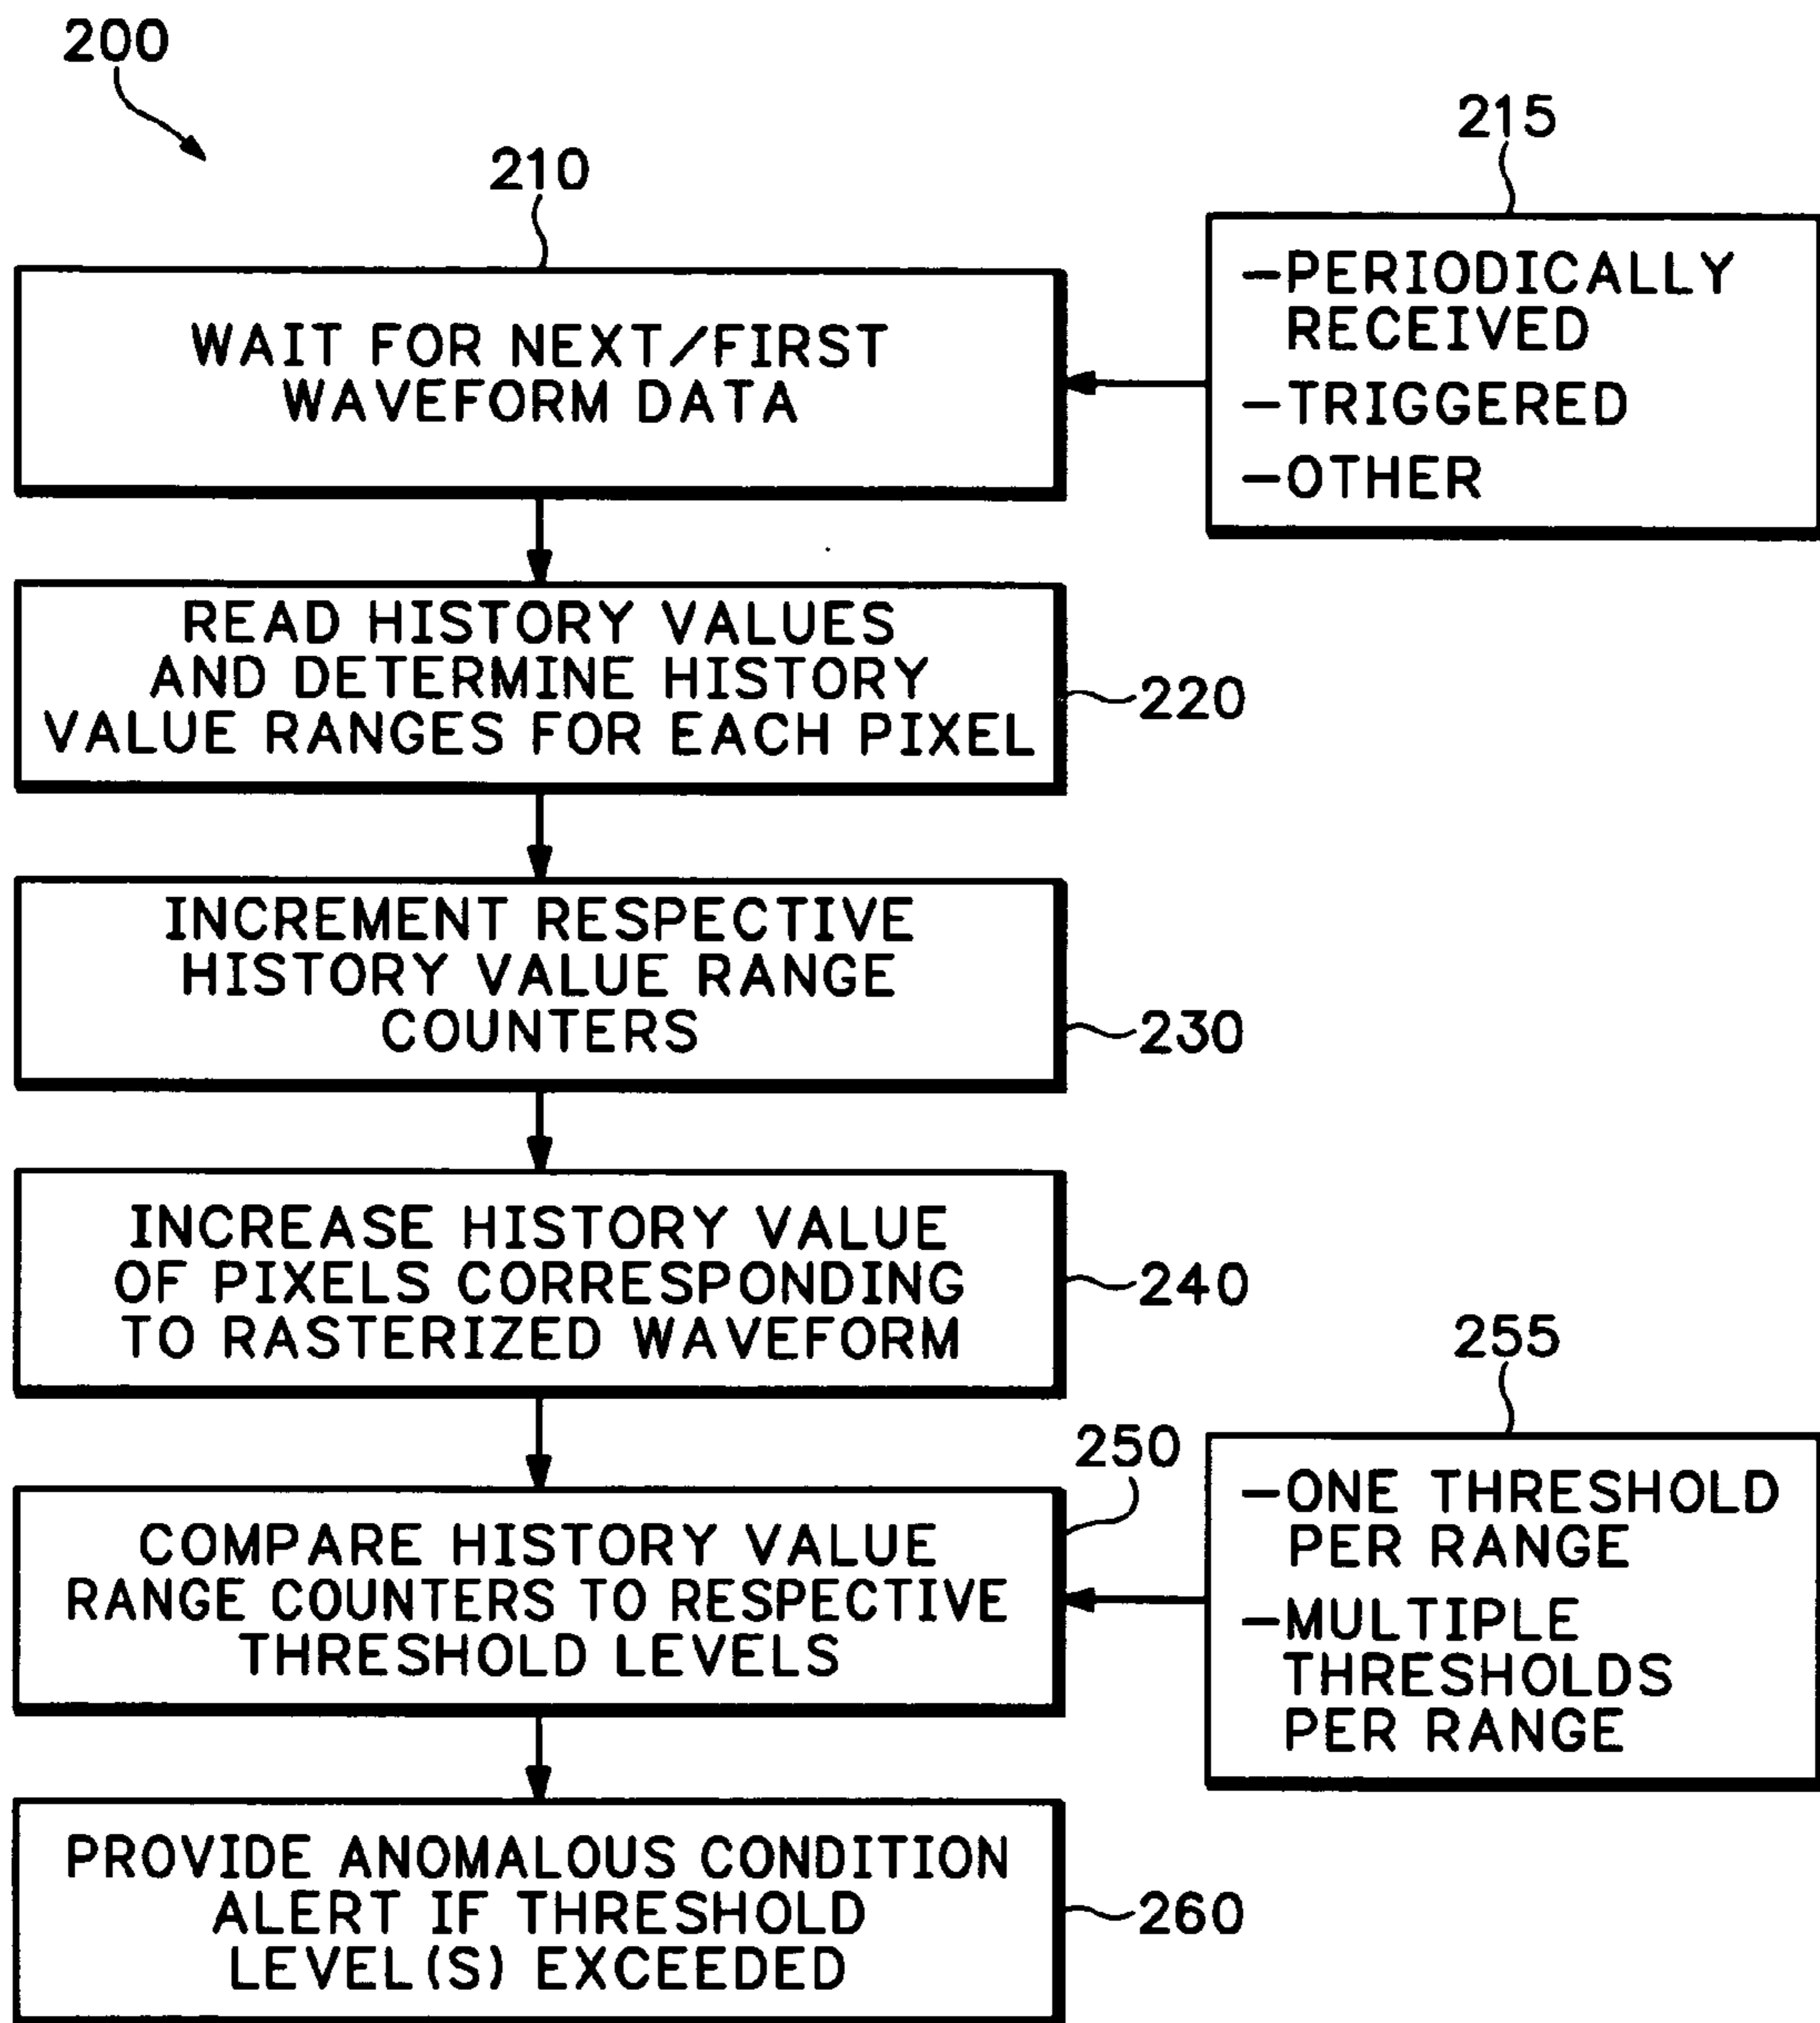 200
210
215
WAIT FOR NEXT/FIRST
WAVEFORM DATA
-PERIODICALLY
RECEIVED
-TRIGGERED
-OTHER
READ HISTORY VALUES
AND DETERMINE HISTORY
VALUE RANGES FOR EACH PIXEL
220
INCREMENT RESPECTIVE
HISTORY VALUE RANGE
COUNTERS
230
INCREASE HISTORY VALUE
OF PIXELS CORRESPONDING
TO RASTERIZED WAVEFORM
240
250
255
COMPARE HISTORY VALUE
RANGE COUNTERS TO RESPECTIVE
THRESHOLD LEVELS
-ONE THRESHOLD
PER RANGE
-MULTIPLE
THRESHOLDS
PER RANGE
PROVIDE ANOMALOUS CONDITION
ALERT IF THRESHOLD
LEVEL(S) EXCEEDED
260